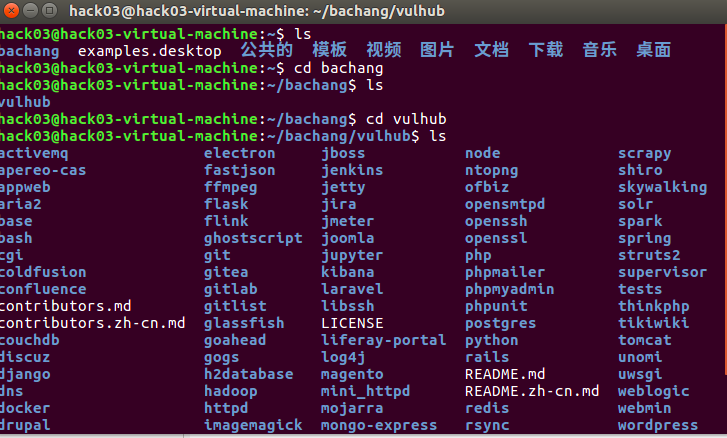 hack03@hack03-virtual-machine: ~/bachang/vulhub
hack03@hack03-virtual-machine:~$ ls
bachang examples.desktop 公共的 模板 视频 图片 文档 下载 音乐 桌面
hack03@hack03-virtual-machine:~$ cd bachang
hack03@hack03-virtual-machine:~/bachang$ ls
vulhub
hack03@hack03-virtual-machine:~/bachang$ cd vulhub
hack03@hack03-virtual-machine:~/bachang/vulhub$ ls
activemq electron jboss node scrapy
apereo-cas fastjson jenkins ntopng shiro
appweb ffmpeg jetty ofbiz skywalking
aria2 flask jira opensmtpd solr
base flink jmeter openssh spark
bash ghostscript joomla openssl spring
cgi git jupyter php struts2
coldfusion gitea kibana phpmailer supervisor
confluence gitlab laravel phpmyadmin tests
contributors.md gitlist libssh phpunit thinkphp
contributors.zh-cn.md glassfish LICENSE postgres tikiwiki
couchdb goahead liferay-portal python tomcat
discuz gogs log4j rails unomi
django h2database magento README.md uwsgi
dns hadoop mini_httpd README.zh-cn.md weblogic
docker httpd mojarra redis webmin
drupal imagemagick mongo-express rsync wordpress